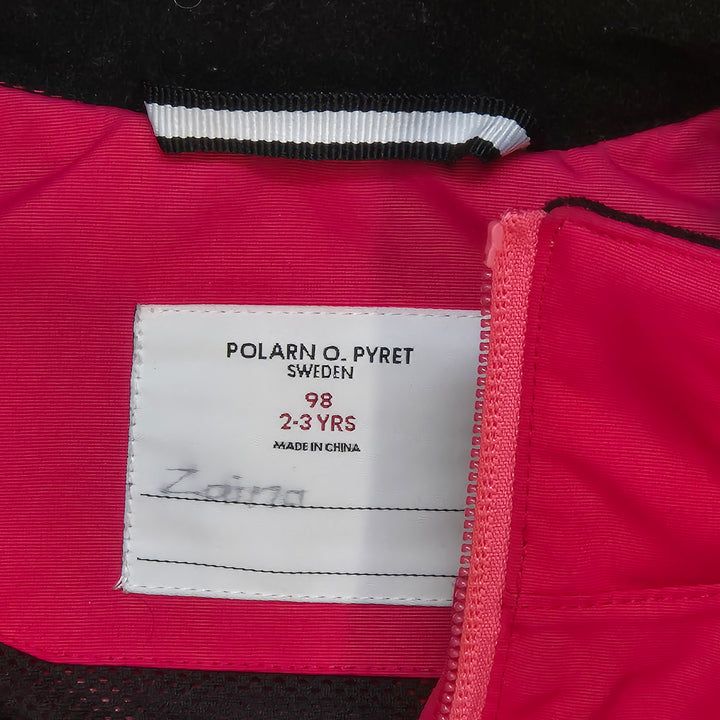 POLARN O. PYRET
SWEDEN
98
2-3 YRS
MADE IN CHINA
Zaina